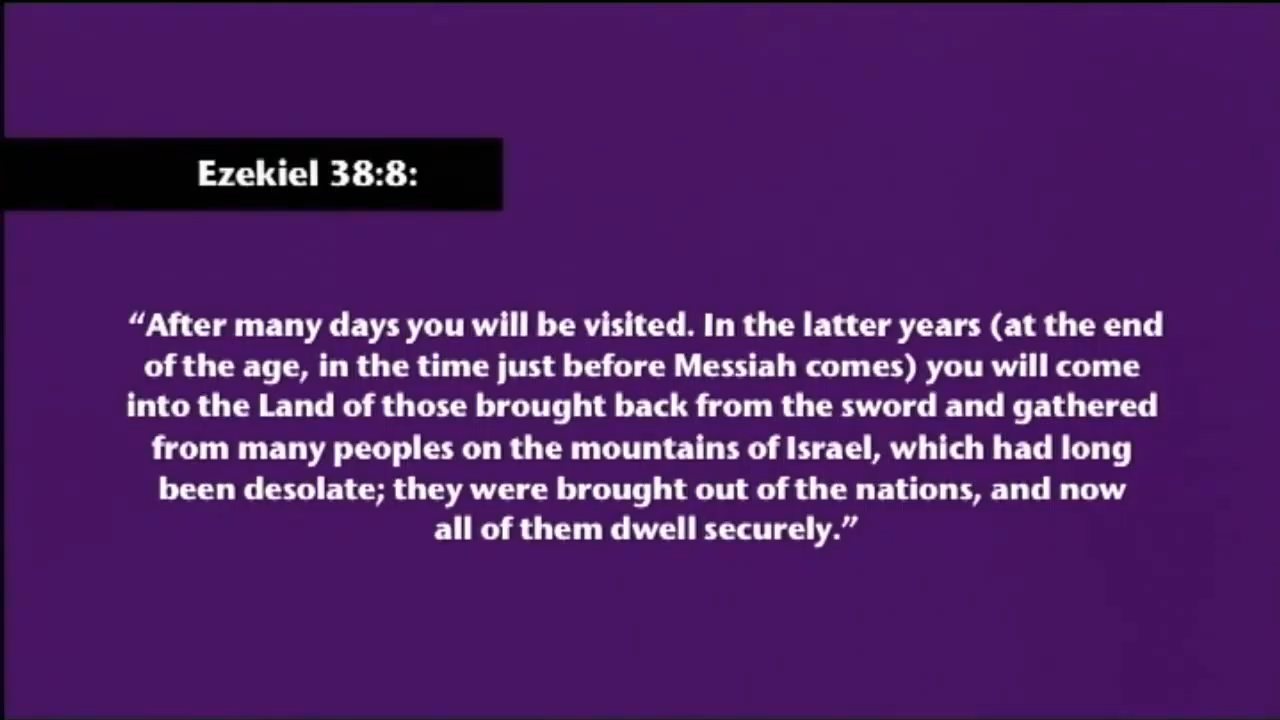 Ezekiel 38:8:
“After many days you will be visited. In the latter years (at the end
of the age, in the time just before Messiah comes) you will come
into the Land of those brought back from the sword and gathered
from many peoples on the mountains of Israel, which had long
been desolate; they were brought out of the nations, and now
all of them dwell securely.”